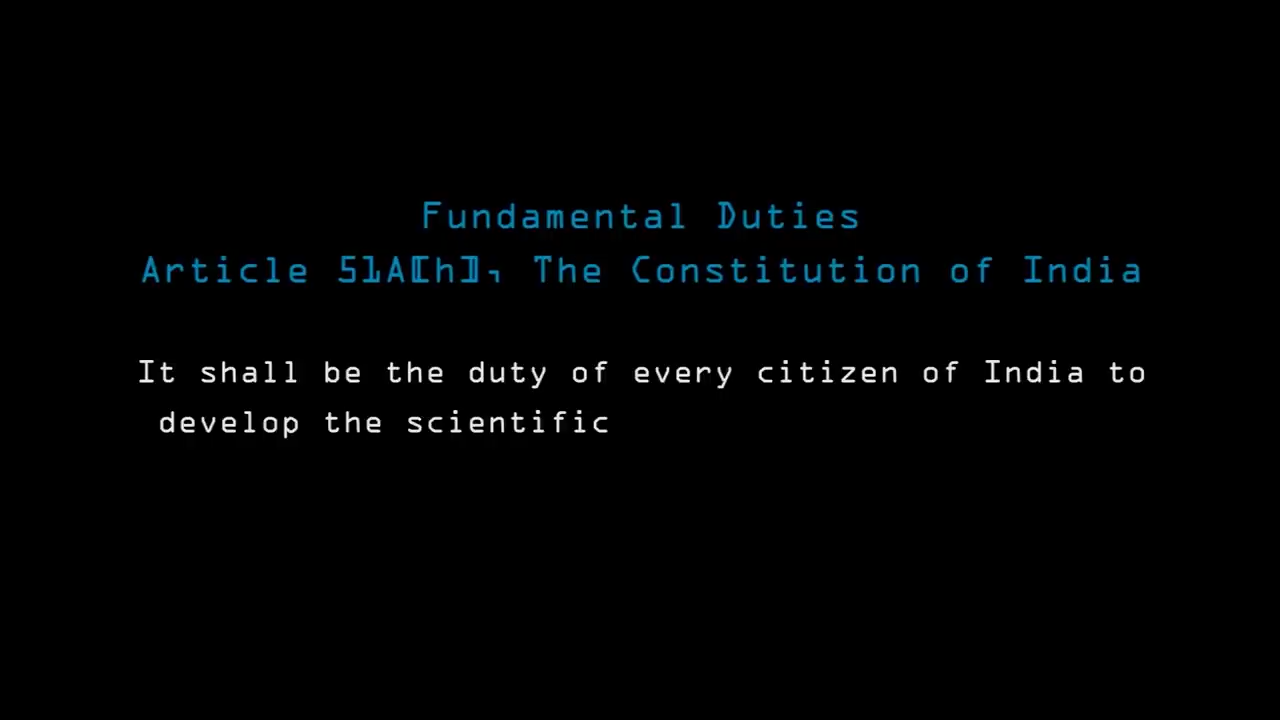 Fundamental Duties
Article 51A[h], The Constitution of India
It shall be the duty of every citizen of India to
develop the scientific